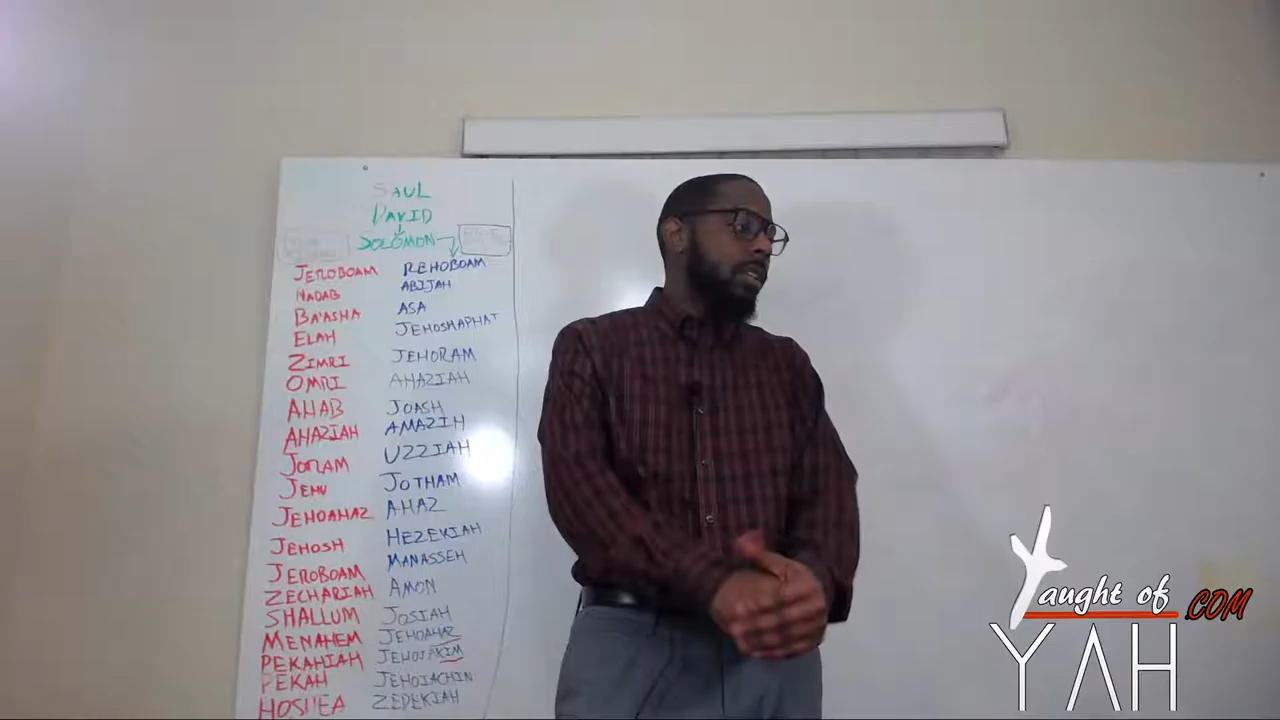 SAUL
DAVID
SOLOMON
JEROBOAM
NADAB
BA'ASHA
ELAH
ZIMRI
OMRI
AHAB
AHAZIAH
JORAM
JEHU
JEHOAHAZ
JEHOSH
JEROBOAM
ZECHARIAH
SHALLUM
MENAHEM
PEKAHIAH
PEKAH
HOSHEA
REHOBOAM
ABIJAH
ASA
JEHOSHAPHAT
JEHORAM
AHAZIAH
JOASH
AMAZIH
UZZIAH
JOTHAM
AHAZ
HEZEKIAH
MANASSEH
AMON
JOSIAH
JEHOAHAZ
JEHOJAKIM
JEHOIACHIN
ZEDEKIAH
Taught of .COM
YAH